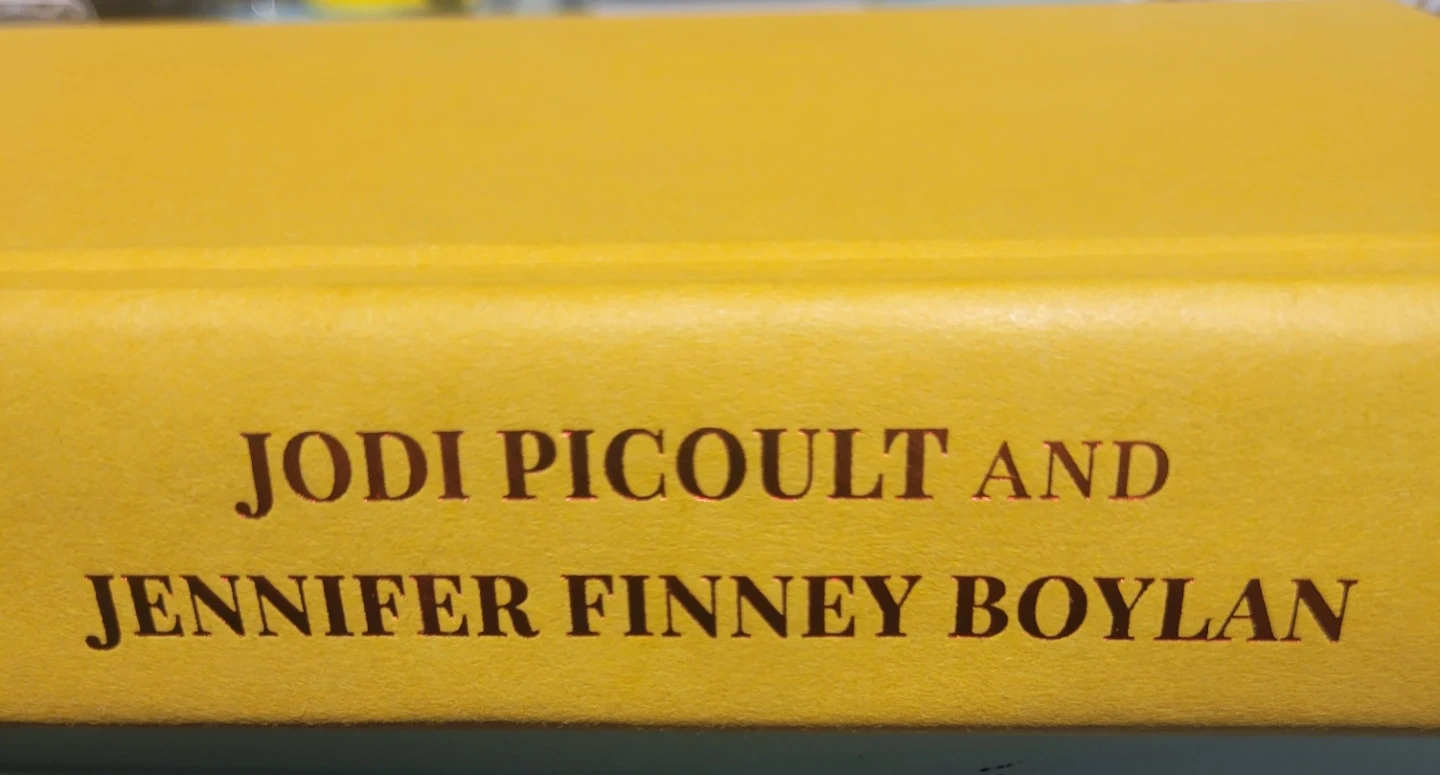 JODI PICOULT AND
JENNIFER FINNEY BOYLAN